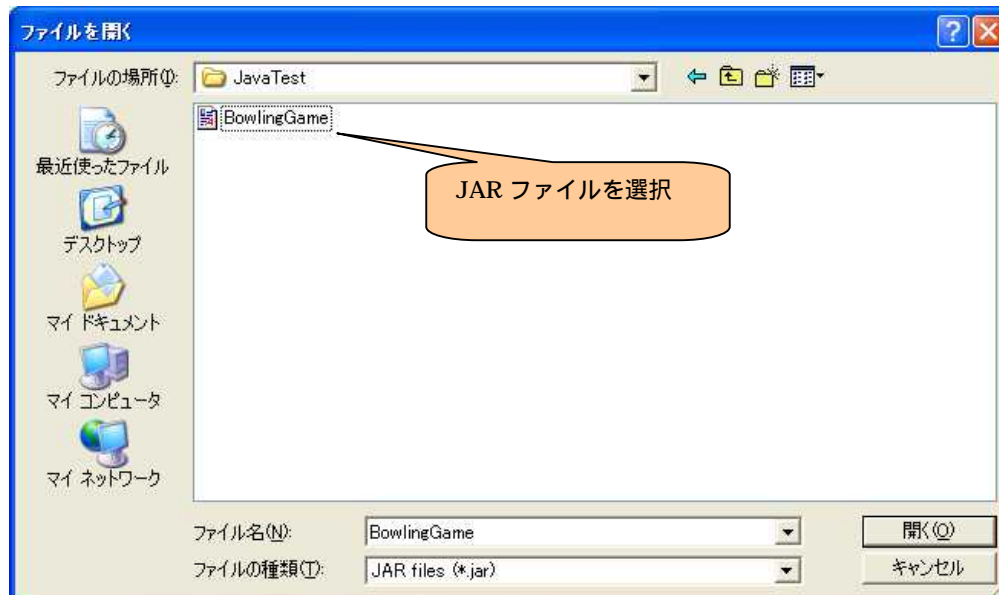 ファイルを開く
ファイルの場所(I):
JavaTest
BowlingGame
JAR ファイルを選択
最近使ったファイル
デスクトップ
マイ ドキュメント
マイ コンピュータ
マイ ネットワーク
ファイル名(N):
BowlingGame
開く(O)
ファイルの種類(T):
JAR files (*.jar)
キャンセル